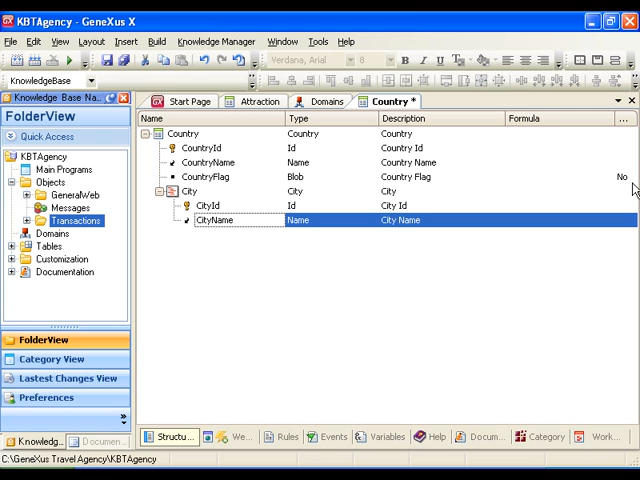 KBTAgency - GeneXus X
File Edit View Layout Insert Build Knowledge Manager Window Tools Help
Verdana, Arial 8 B I U
KnowledgeBase
Knowledge Base Na...
Start Page Attraction Domains Country *
FolderView
Name Type Description Formula ...
Quick Access
Country Country Country
CountryId Id Country Id
CountryName Name Country Name
CountryFlag Blob Country Flag No
City City City
CityId Id City Id
CityName Name City Name
KBTAgency
Main Programs
Objects
GeneralWeb
Messages
Transactions
Domains
Tables
Customization
Documentation
FolderView
Category View
Lastest Changes View
Preferences
Knowledg... Documen...
Structu... We... Rules Events Variables Help Docum... Category Work...
C:\GeneXus Travel Agency\KBTAgency